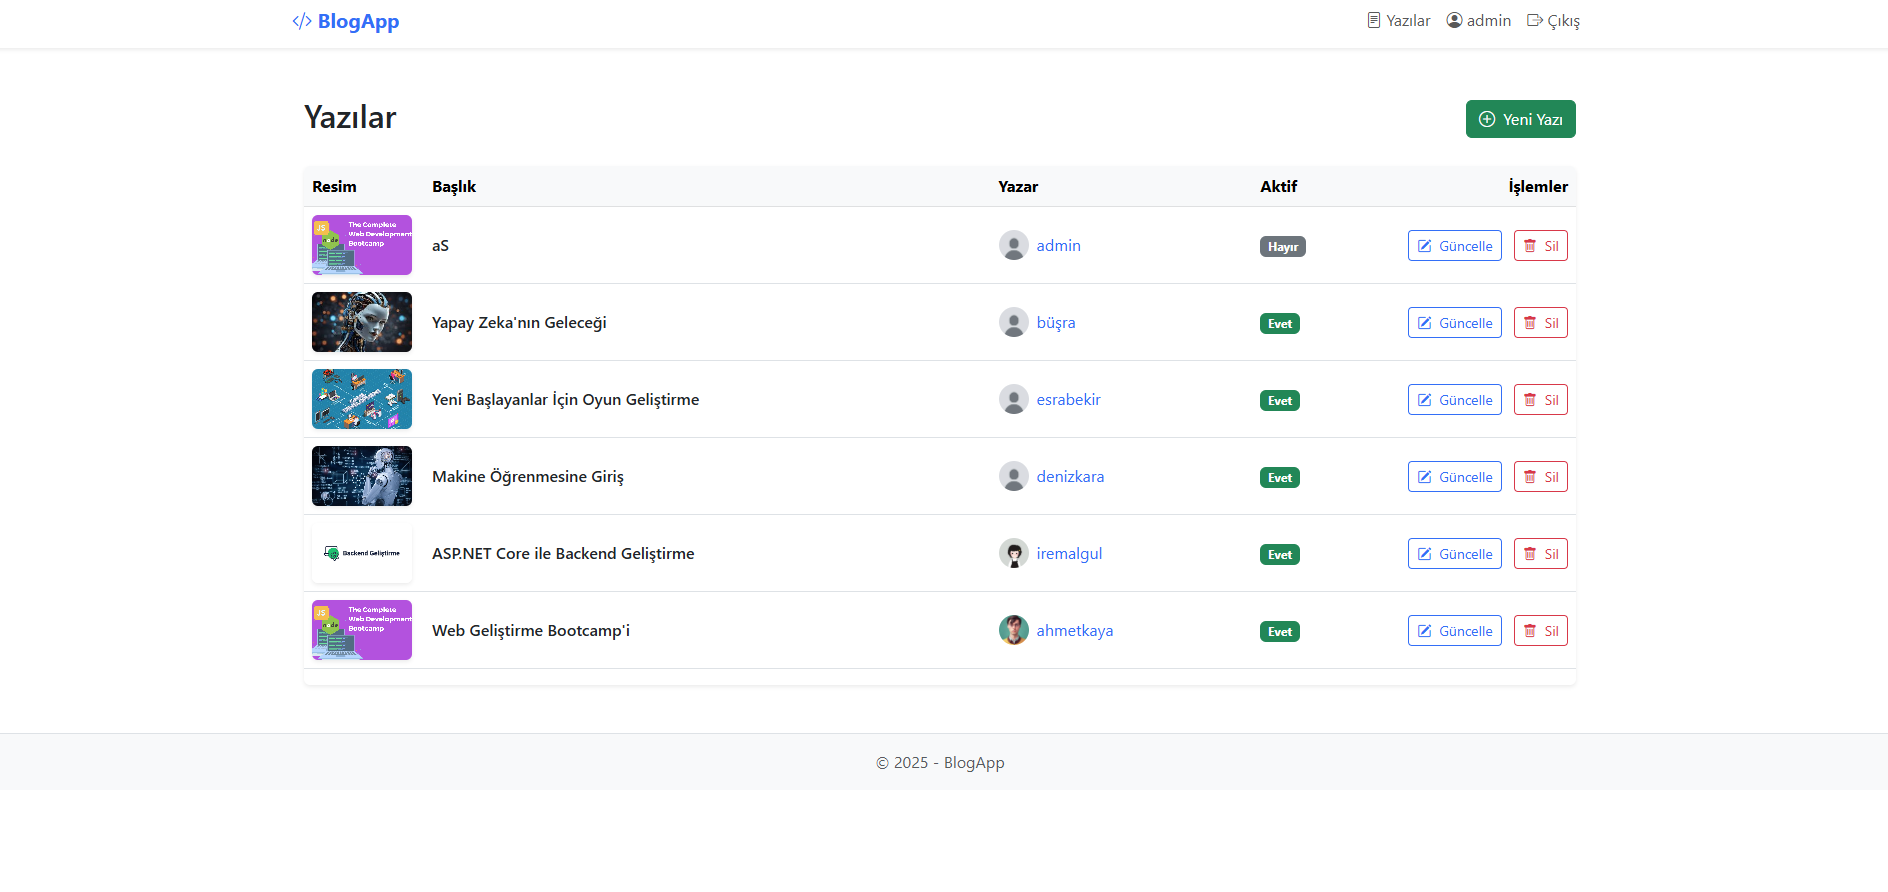 BlogApp
Yazılar admin Çıkış
Yazılar
Yeni Yazı
Resim Başlık Yazar Aktif İşlemler
JS
node
The Complete
Web Development
Bootcamp
aS admin Hayır Güncelle Sil
Yapay Zeka'nın Geleceği büşra Evet Güncelle Sil
Yeni Başlayanlar İçin Oyun Geliştirme esrabekir Evet Güncelle Sil
Makine Öğrenmesine Giriş denizkara Evet Güncelle Sil
Backend Geliştirme
ASP.NET Core ile Backend Geliştirme iremalgul Evet Güncelle Sil
JS
node
The Complete
Web Development
Bootcamp
Web Geliştirme Bootcamp'i ahmetkaya Evet Güncelle Sil
© 2025 - BlogApp